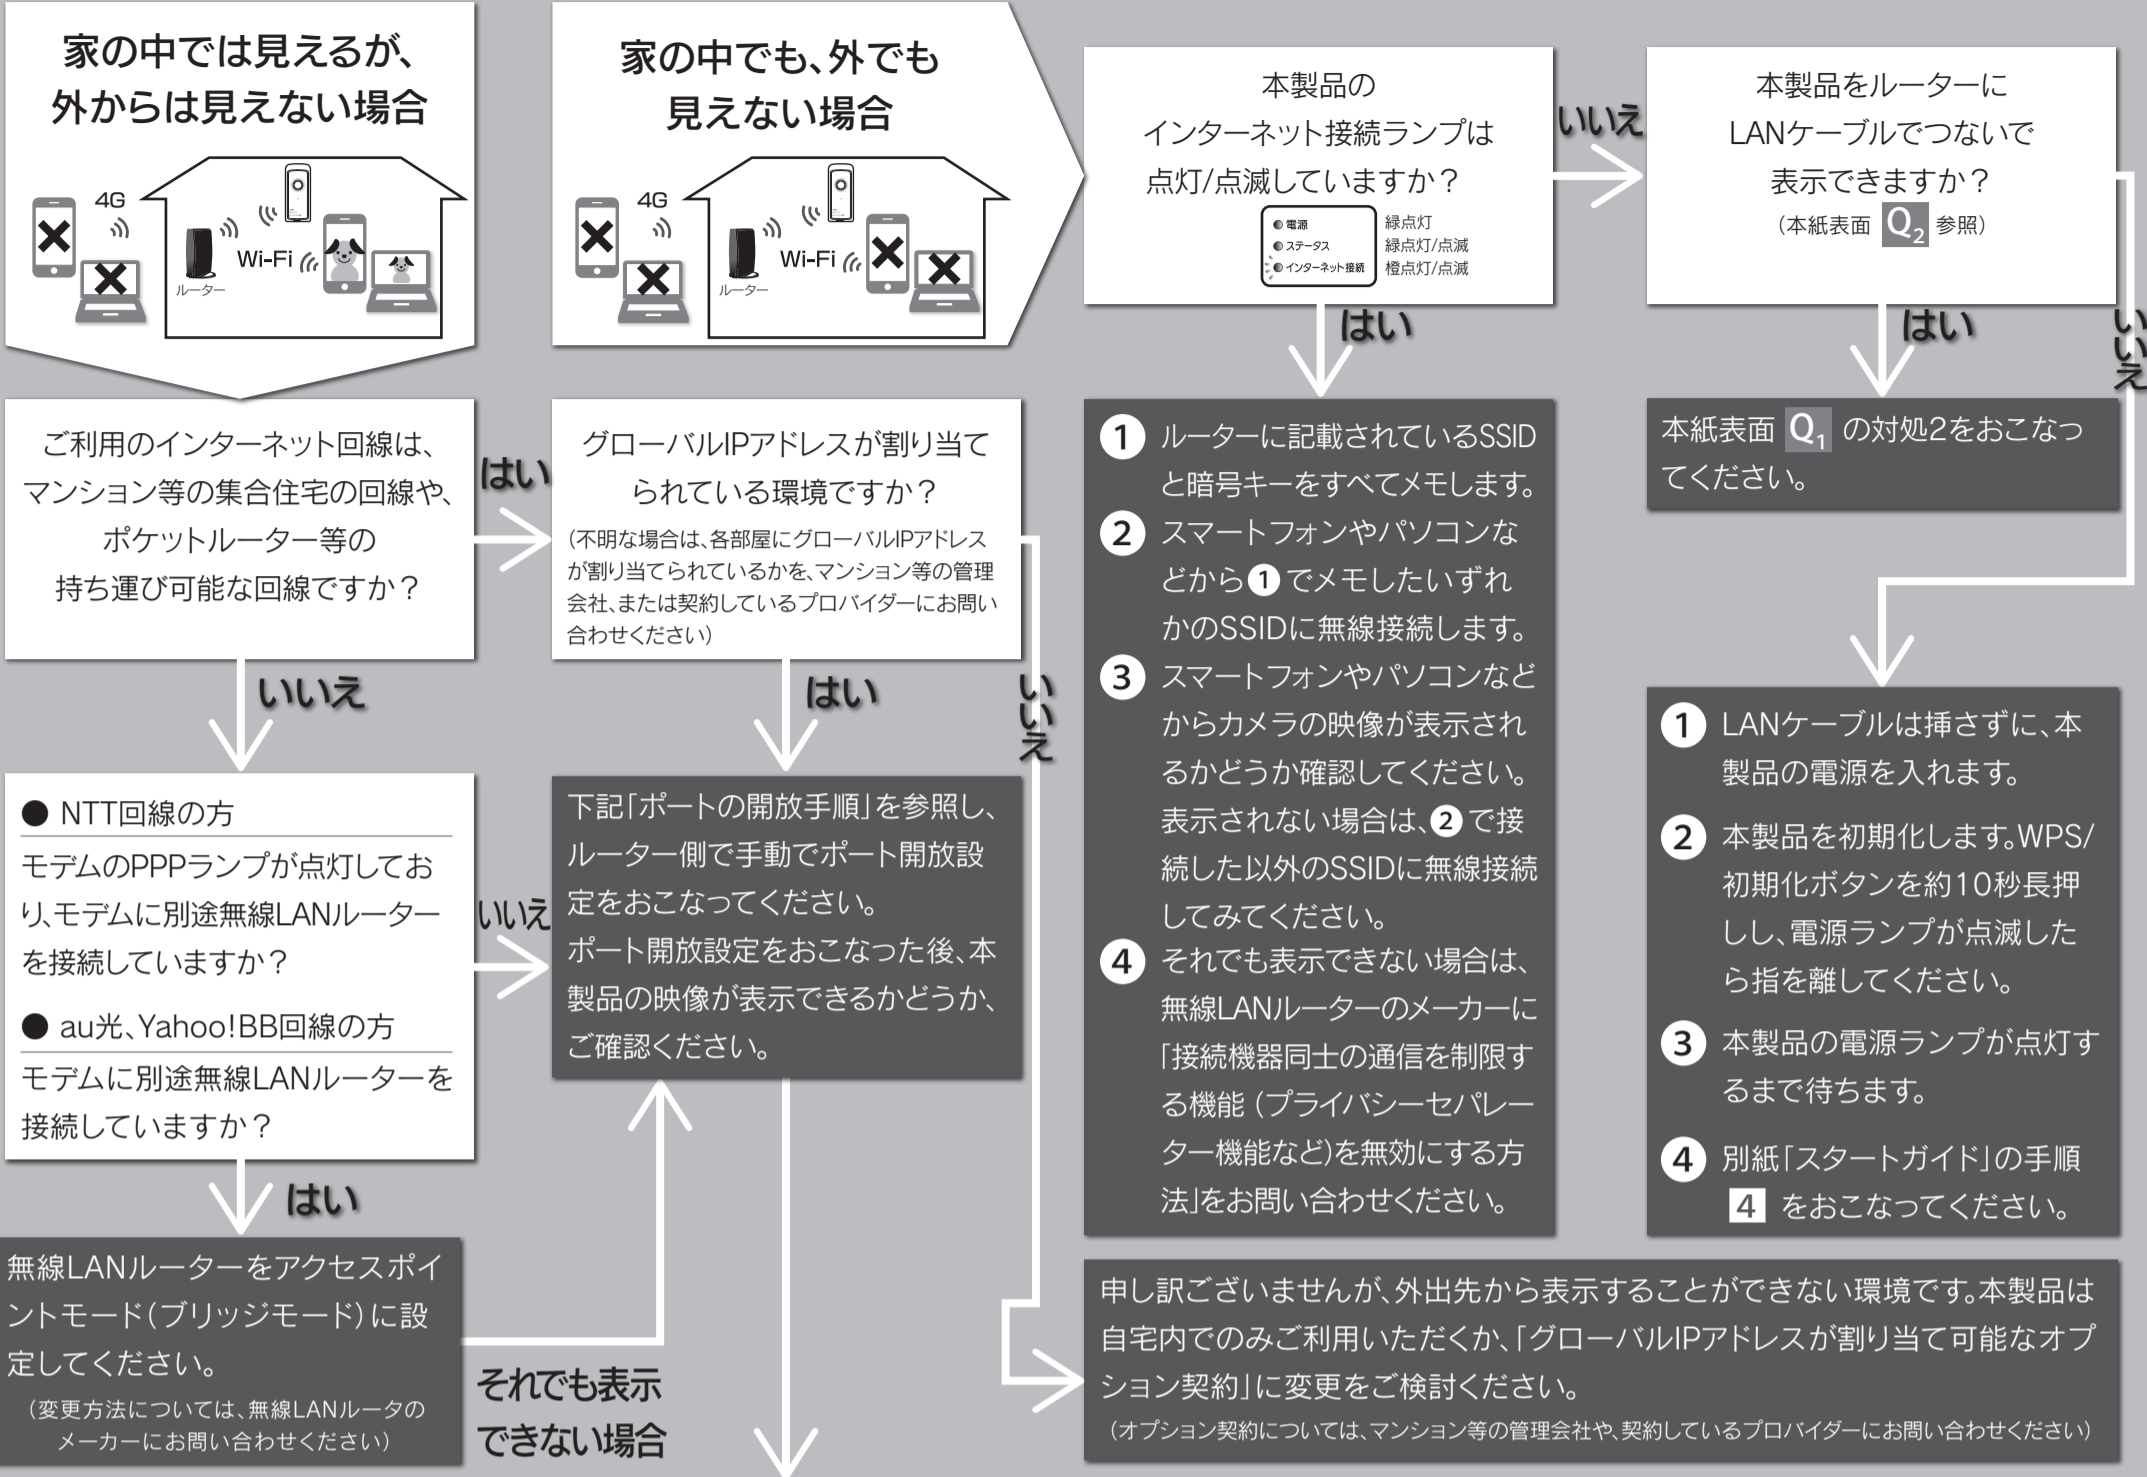 家の中では見えるが、
外からは見えない場合
4G
Wi-Fi
ルーター
家の中でも、外でも
見えない場合
4G
Wi-Fi
ルーター
本製品の
インターネット接続ランプは
点灯/点滅していますか？
電源 緑点灯
ステータス 緑点灯/点滅
インターネット接続 橙点灯/点滅
いいえ
本製品をルーターに
LANケーブルでつないで
表示できますか？
（本紙表面 Q2 参照）
はい
はい
いいえ
ご利用のインターネット回線は、
マンション等の集合住宅の回線や、
ポケットルーター等の
持ち運び可能な回線ですか？
はい
グローバルIPアドレスが割り当て
られている環境ですか？
（不明な場合は、各部屋にグローバルIPアドレス
が割り当てられているかを、マンション等の管理
会社、または契約しているプロバイダーにお問い
合わせください）
いいえ
はい
いいえ
● NTT回線の方
モデムのPPPランプが点灯してお
り、モデムに別途無線LANルーター
を接続していますか？
● au光、Yahoo!BB回線の方
モデムに別途無線LANルーターを
接続していますか？
いいえ
はい
下記「ポートの開放手順」を参照し、
ルーター側で手動でポート開放設
定をおこなってください。
ポート開放設定をおこなった後、本
製品の映像が表示できるかどうか、
ご確認ください。
無線LANルーターをアクセスポイ
ントモード（ブリッジモード）に設
定してください。
（変更方法については、無線LANルータの
メーカーにお問い合わせください）
それでも表示
できない場合
1 ルーターに記載されているSSID
と暗号キーをすべてメモします。
2 スマートフォンやパソコンな
どから1でメモしたいずれ
かのSSIDに無線接続します。
3 スマートフォンやパソコンなど
からカメラの映像が表示され
るかどうか確認してください。
表示されない場合は、2で接
続した以外のSSIDに無線接続
してみてください。
4 それでも表示できない場合は、
無線LANルーターのメーカーに
「接続機器同士の通信を制限す
る機能（プライバシーセパレー
ター機能など）を無効にする方
法」をお問い合わせください。
本紙表面 Q1 の対処2をおこなっ
てください。
1 LANケーブルは挿さずに、本
製品の電源を入れます。
2 本製品を初期化します。WPS/
初期化ボタンを約10秒長押
しし、電源ランプが点滅した
ら指を離してください。
3 本製品の電源ランプが点灯す
るまで待ちます。
4 別紙「スタートガイド」の手順
4 をおこなってください。
申し訳ございませんが、外出先から表示することができない環境です。本製品は
自宅内でのみご利用いただくか、「グローバルIPアドレスが割り当て可能なオプ
ション契約」に変更をご検討ください。
（オプション契約については、マンション等の管理会社や、契約しているプロバイダーにお問い合わせください）